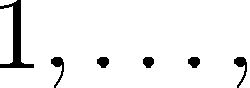 1, . . . ,